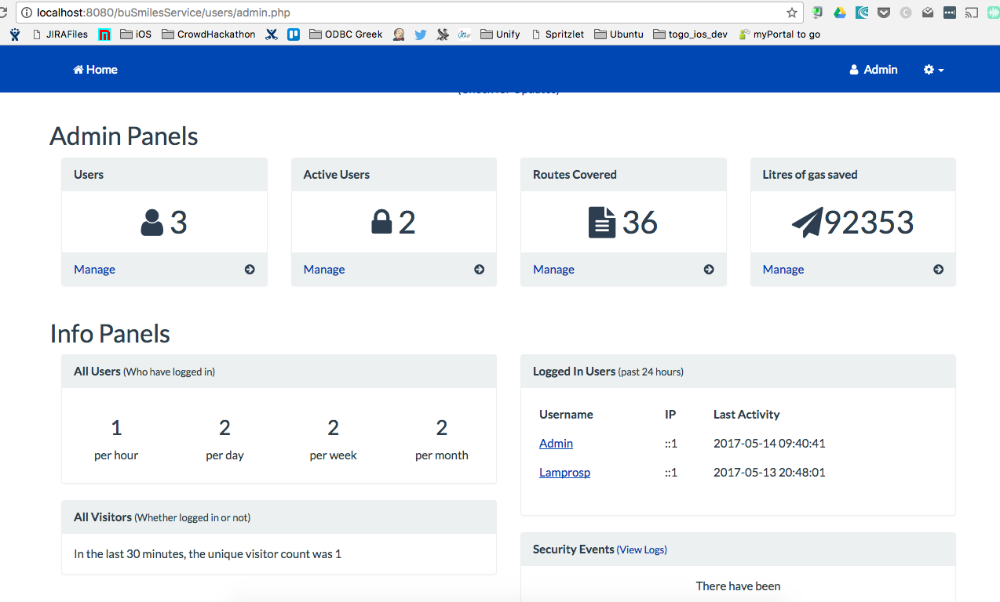 localhost:8080/buSmilesService/users/admin.php
JIRAFiles iOS CrowdHackathon ODBC Greek in Unify Spritzlet Ubuntu togo_ios_dev myPortal to go
Home Admin
(Check for Updates)
Admin Panels
Users Active Users Routes Covered Litres of gas saved
3 2 36 92353
Manage Manage Manage Manage
Info Panels
All Users (Who have logged in)
1 2 2 2
per hour per day per week per month
All Visitors (Whether logged in or not)
In the last 30 minutes, the unique visitor count was 1
Logged In Users (past 24 hours)
Username IP Last Activity
Admin ::1 2017-05-14 09:40:41
Lamprosp ::1 2017-05-13 20:48:01
Security Events (View Logs)
There have been